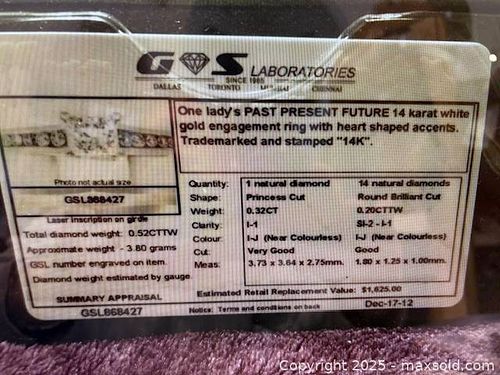 G S LABORATORIES
SINCE 1965
DALLAS TORONTO MUMBAI CHENNAI
One lady's PAST PRESENT FUTURE 14 karat white
gold engagement ring with heart shaped accents.
Trademarked and stamped "14K".
Photo not actual size
GSL868427
Laser inscription on girdle
Total diamond weight: 0.52CTTW
Approximate weight - 3.80 grams
GSL number engraved on item.
Diamond weight estimated by gauge.
Quantity: 1 natural diamond 14 natural diamonds
Shape: Princess Cut Round Brilliant Cut
Weight: 0.32CT 0.20CTTW
Clarity: I-1 SI-2 - I-1
Colour: I-J (Near Colourless) I-J (Near Colourless)
Cut: Very Good Good
Meas: 3.73 x 3.64 x 2.75mm. 1.80 x 1.25 x 1.00mm.
Estimated Retail Replacement Value: $1,625.00
SUMMARY APPRAISAL
GSL868427
Notice: Terms and conditions on back
Dec-17-12
Copyright 2025 - maxsold.com